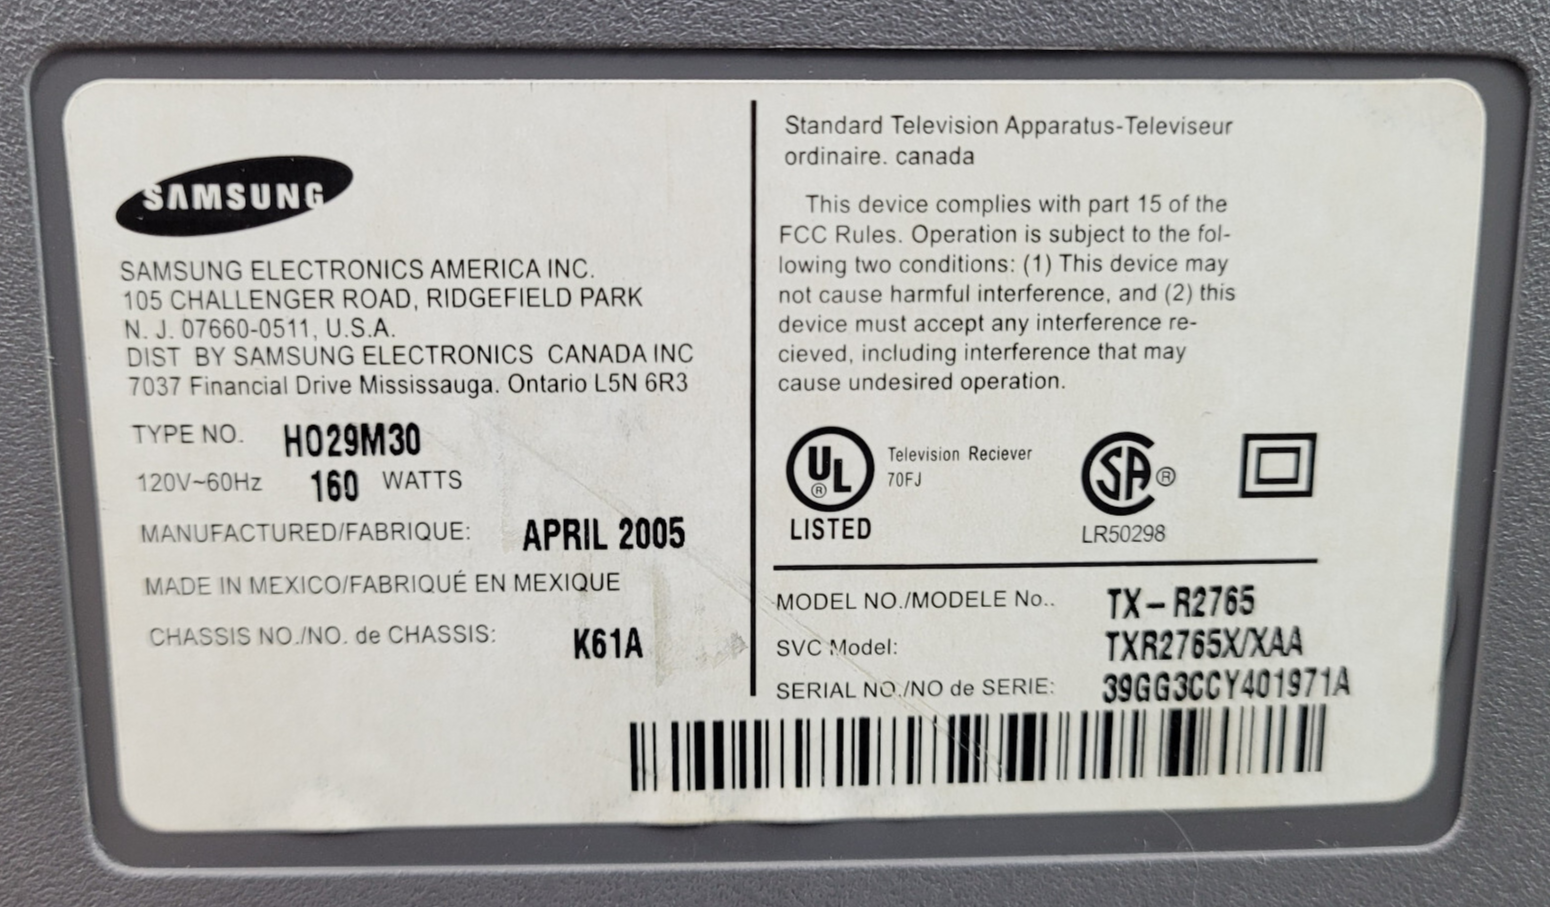 SAMSUNG
SAMSUNG ELECTRONICS AMERICA INC.
105 CHALLENGER ROAD, RIDGEFIELD PARK
N. J. 07660-0511, U.S.A.
DIST BY SAMSUNG ELECTRONICS CANADA INC
7037 Financial Drive Mississauga. Ontario L5N 6R3
TYPE NO. HO29M30
120V~60Hz 160 WATTS
MANUFACTURED/FABRIQUE: APRIL 2005
MADE IN MEXICO/FABRIQUÉ EN MEXIQUE
CHASSIS NO./NO. de CHASSIS: K61A
Standard Television Apparatus-Televiseur
ordinaire. canada
This device complies with part 15 of the
FCC Rules. Operation is subject to the fol-
lowing two conditions: (1) This device may
not cause harmful interference, and (2) this
device must accept any interference re-
cieved, including interference that may
cause undesired operation.
UL ®
LISTED
Television Reciever
70FJ
SA ®
LR50298
MODEL NO./MODELE No.. TX-R2765
SVC Model: TXR2765X/XAA
SERIAL NO./NO de SERIE: 39GG3CCY401971A